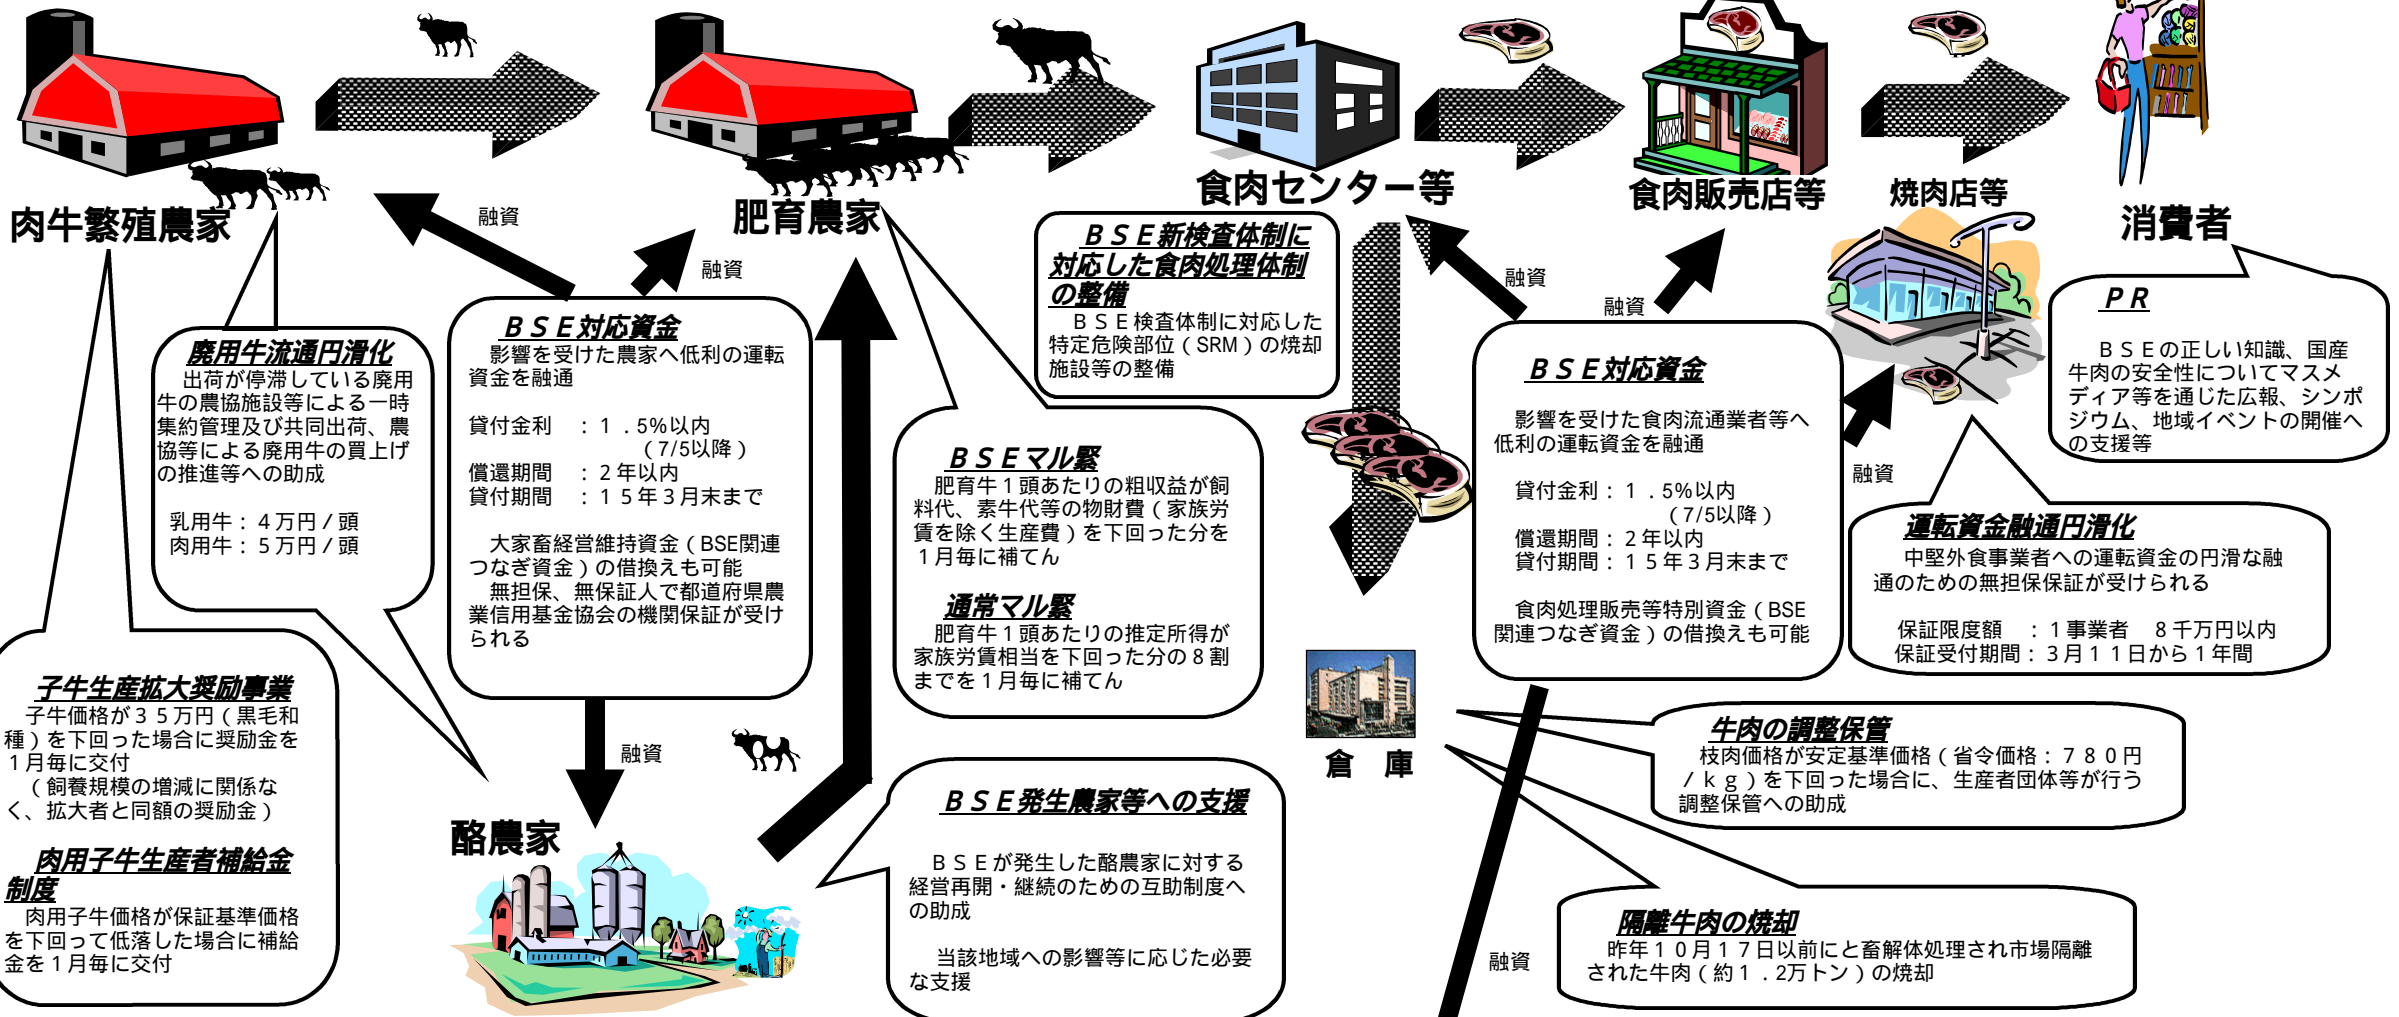 肉牛繁殖農家
肥育農家
食肉センター等
食肉販売店等
焼肉店等
消費者
融資
融資
融資
融資
融資
廃用牛流通円滑化
出荷が停滞している廃用
牛の農協施設等による一時
集約管理及び共同出荷、農
協等による廃用牛の買上げ
の推進等への助成
乳用牛：４万円／頭
肉用牛：５万円／頭
ＢＳＥ対応資金
影響を受けた農家へ低利の運転
資金を融通
貸付金利　：１．5%以内
（7/5以降）
償還期間　：２年以内
貸付期間　：１５年３月末まで
大家畜経営維持資金（BSE関連
つなぎ資金）の借換えも可能
無担保、無保証人で都道府県農
業信用基金協会の機関保証が受け
られる
ＢＳＥ新検査体制に
対応した食肉処理体制
の整備
ＢＳＥ検査体制に対応した
特定危険部位（SRM）の焼却
施設等の整備
ＢＳＥマル緊
肥育牛１頭あたりの粗収益が飼
料代、素牛代等の物財費（家族労
賃を除く生産費）を下回った分を
１月毎に補てん
通常マル緊
肥育牛１頭あたりの推定所得が
家族労賃相当を下回った分の８割
までを１月毎に補てん
ＢＳＥ対応資金
影響を受けた食肉流通業者等へ
低利の運転資金を融通
貸付金利：１．5%以内
（7/5以降）
償還期間：２年以内
貸付期間：１５年３月末まで
食肉処理販売等特別資金（BSE
関連つなぎ資金）の借換えも可能
ＰＲ
ＢＳＥの正しい知識、国産
牛肉の安全性についてマスメ
ディア等を通じた広報、シンポ
ジウム、地域イベントの開催へ
の支援等
運転資金融通円滑化
中堅外食事業者への運転資金の円滑な融
通のための無担保保証が受けられる
保証限度額　：１事業者　８千万円以内
保証受付期間：３月１１日から１年間
子牛生産拡大奨励事業
子牛価格が３５万円（黒毛和
種）を下回った場合に奨励金を
１月毎に交付
（飼養規模の増減に関係な
く、拡大者と同額の奨励金）
肉用子牛生産者補給金
制度
肉用子牛価格が保証基準価格
を下回って低落した場合に補給
金を１月毎に交付
融資
酪農家
ＢＳＥ発生農家等への支援
ＢＳＥが発生した酪農家に対する
経営再開・継続のための互助制度へ
の助成
当該地域への影響等に応じた必要
な支援
倉　庫
牛肉の調整保管
枝肉価格が安定基準価格（省令価格：７８０円
／ｋｇ）を下回った場合に、生産者団体等が行う
調整保管への助成
隔離牛肉の焼却
昨年１０月１７日以前にと畜解体処理され市場隔離
された牛肉（約１．2万トン）の焼却
融資